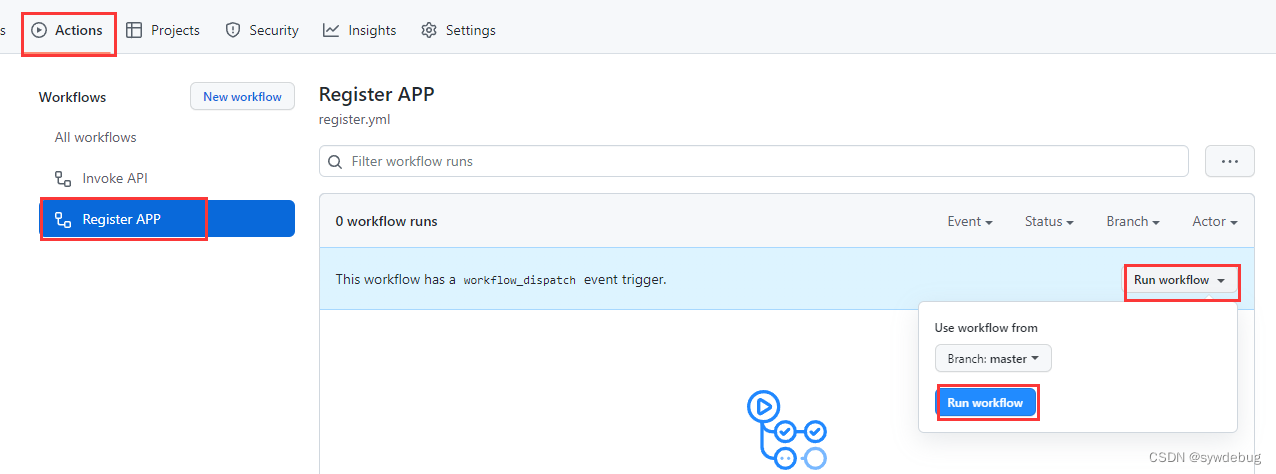 s Actions Projects Security Insights Settings
Workflows New workflow
All workflows
Invoke API
Register APP
Register APP
register.yml
Filter workflow runs ...
0 workflow runs Event Status Branch Actor
This workflow has a workflow_dispatch event trigger. Run workflow
Use workflow from
Branch: master
Run workflow
CSDN @sywdebug